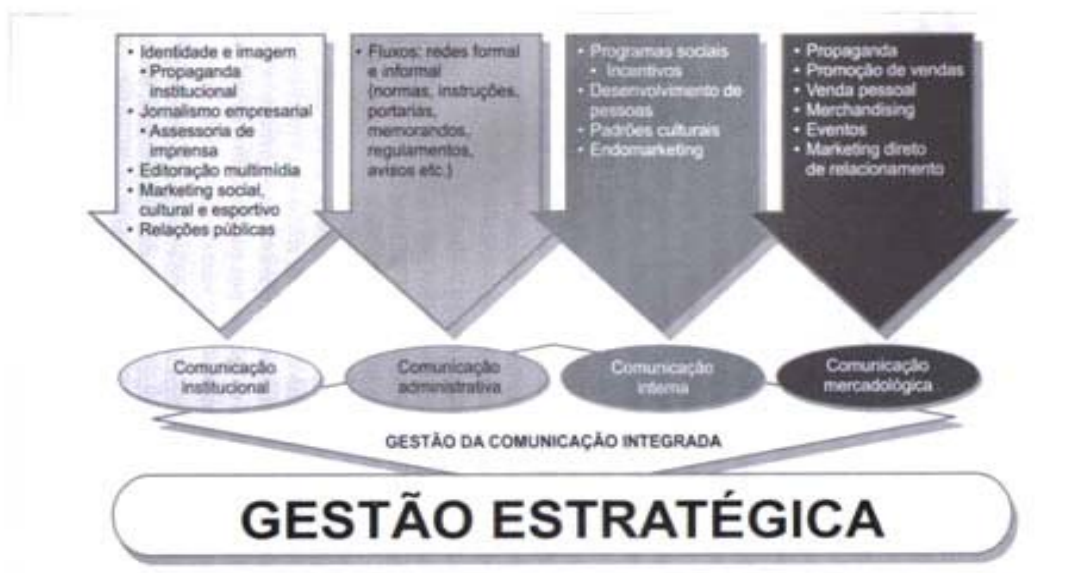 • Identidade e imagem
• Propaganda
institucional
• Jornalismo empresarial
• Assessoria de
imprensa
• Editoração multimídia
• Marketing social,
cultural e esportivo
• Relações públicas
• Fluxos: redes formal
e informal
(normas, instruções,
portarias,
memorandos,
regulamentos,
avisos etc.)
• Programas sociais
• Incentivos
• Desenvolvimento de
pessoas
• Padrões culturais
• Endomarketing
• Propaganda
• Promoção de vendas
• Venda pessoal
• Merchandising
• Eventos
• Marketing direto
de relacionamento
Comunicação
institucional
Comunicação
administrativa
Comunicação
interna
Comunicação
mercadológica
GESTÃO DA COMUNICAÇÃO INTEGRADA
GESTÃO ESTRATÉGICA